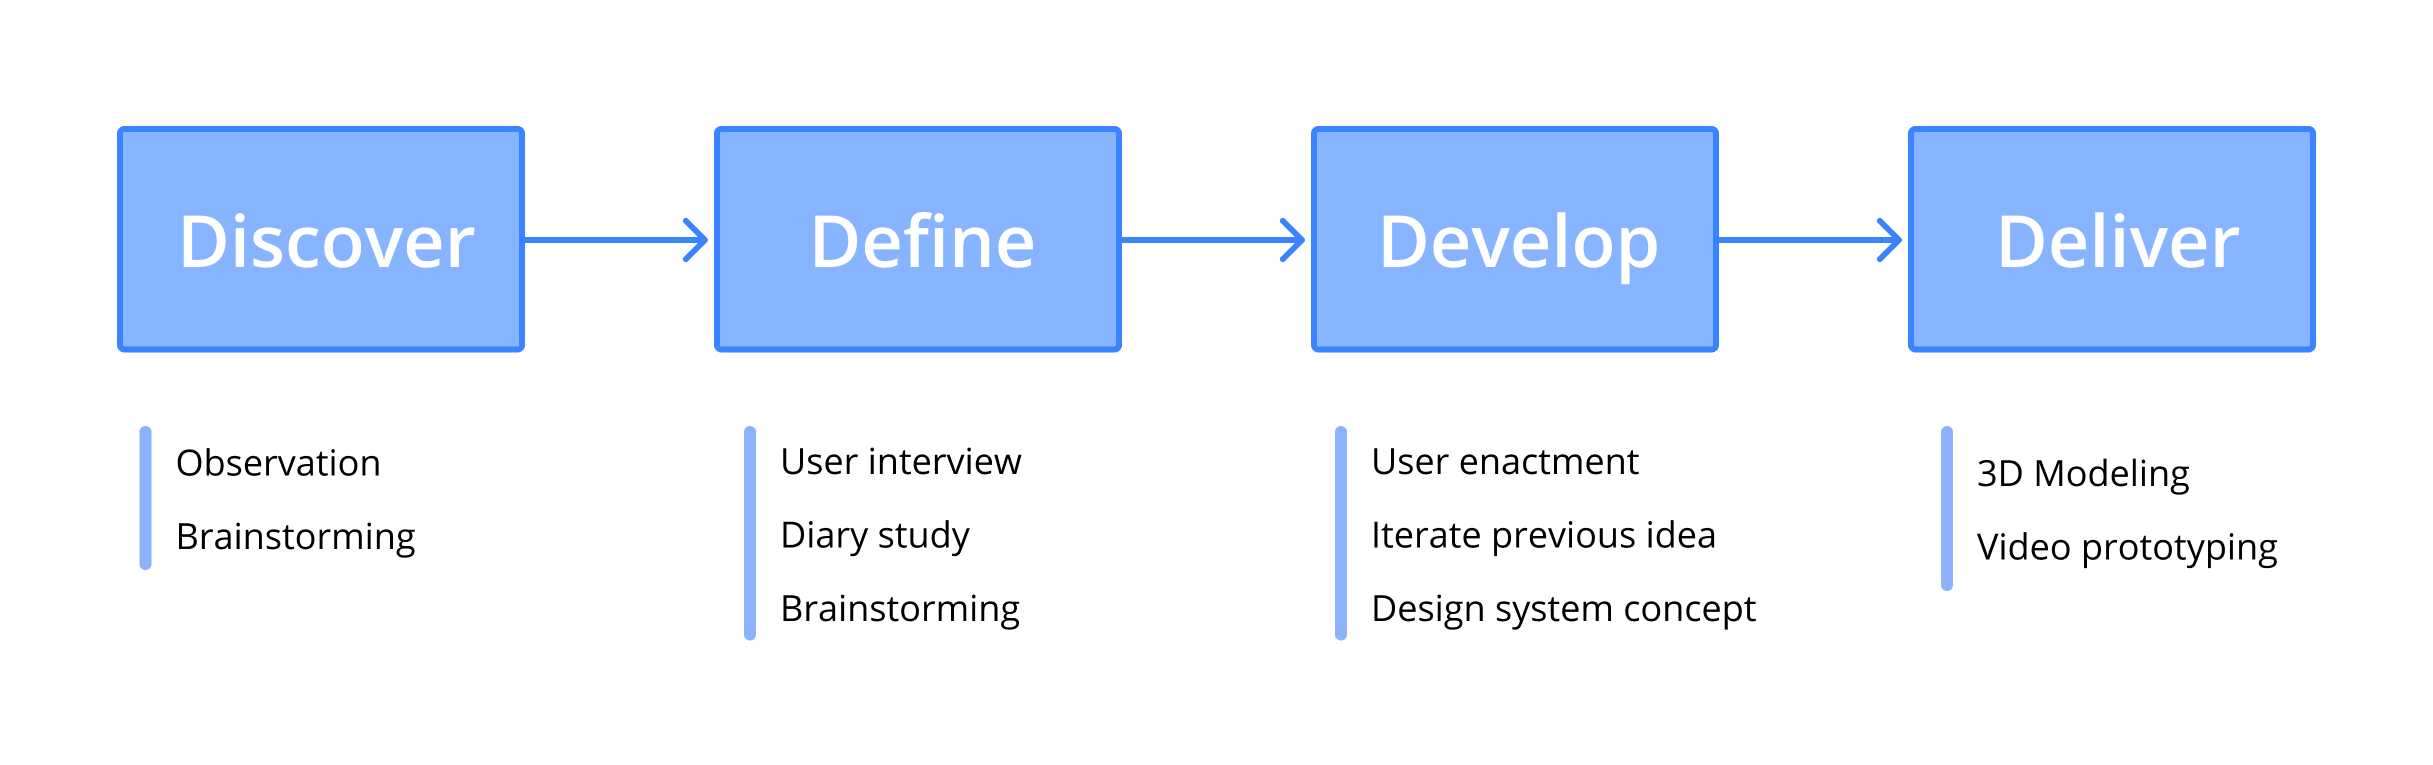 Discover
Define
Develop
Deliver
Observation
Brainstorming
User interview
Diary study
Brainstorming
User enactment
Iterate previous idea
Design system concept
3D Modeling
Video prototyping